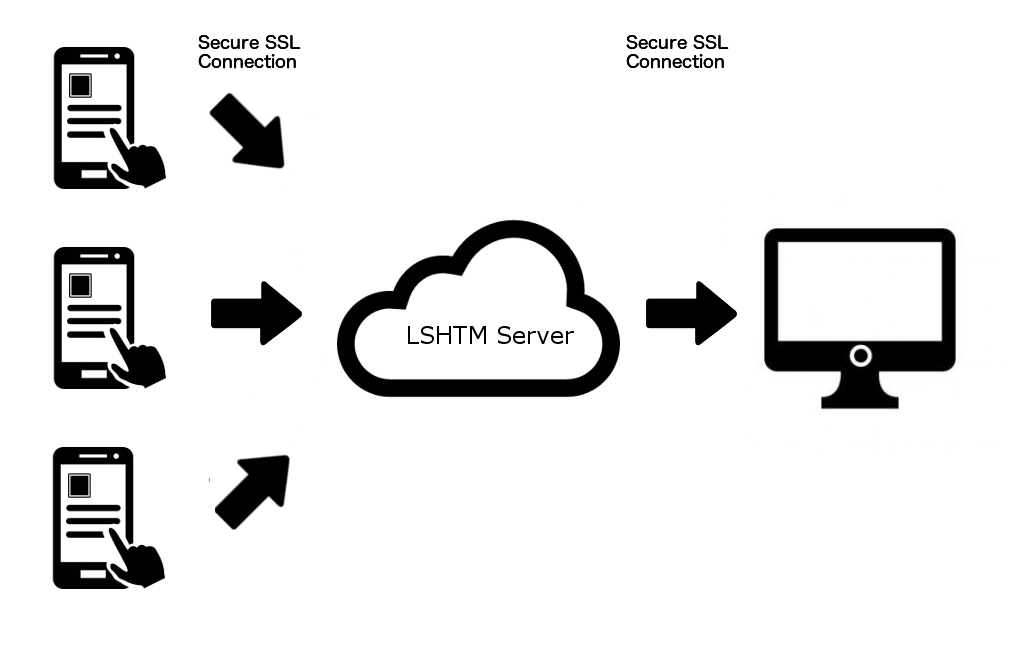 Secure SSL
Connection
Secure SSL
Connection
LSHTM Server